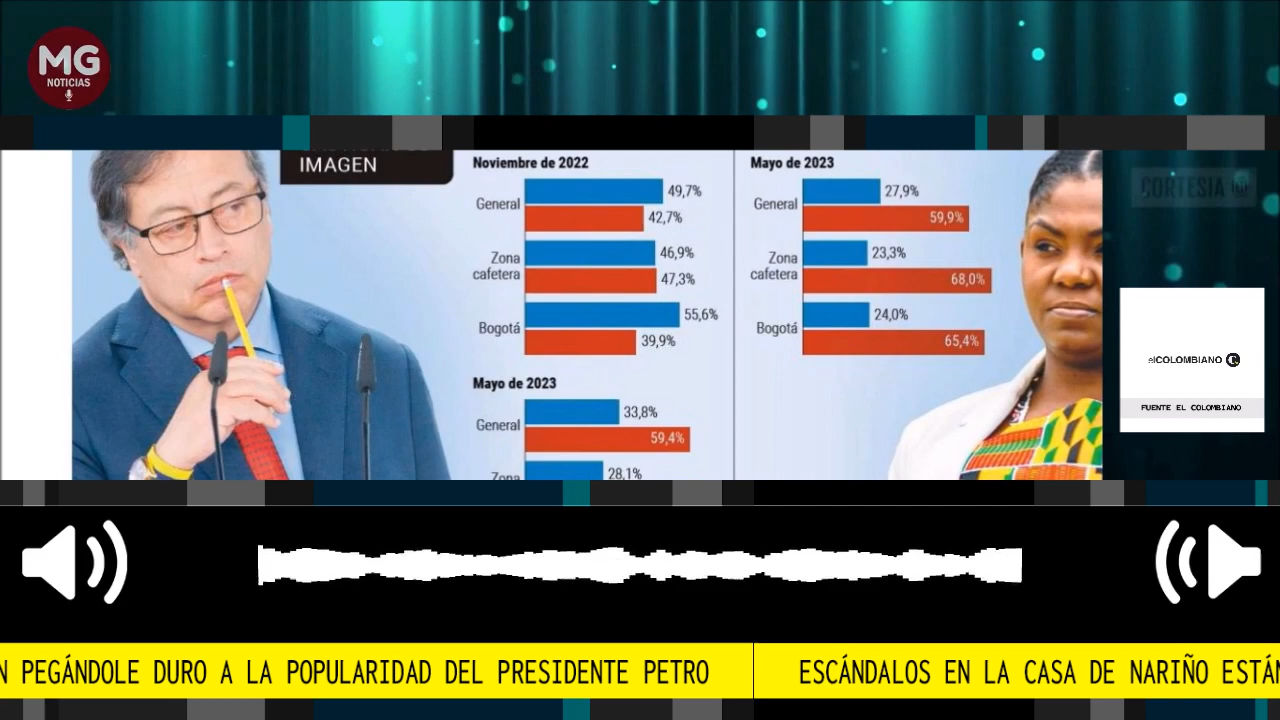 MG
NOTICIAS
IMAGEN
Noviembre de 2022
General
49,7%
42,7%
Zona
cafetera
46,9%
47,3%
Bogotá
55,6%
39,9%
Mayo de 2023
General
33,8%
59,4%
Zona
28,1%
Mayo de 2023
General
27,9%
59,9%
Zona
cafetera
23,3%
68,0%
Bogotá
24,0%
65,4%
CORTESIA
elCOLOMBIANO
FUENTE EL COLOMBIANO
N PEGÁNDOLE DURO A LA POPULARIDAD DEL PRESIDENTE PETRO
ESCÁNDALOS EN LA CASA DE NARIÑO ESTÁN